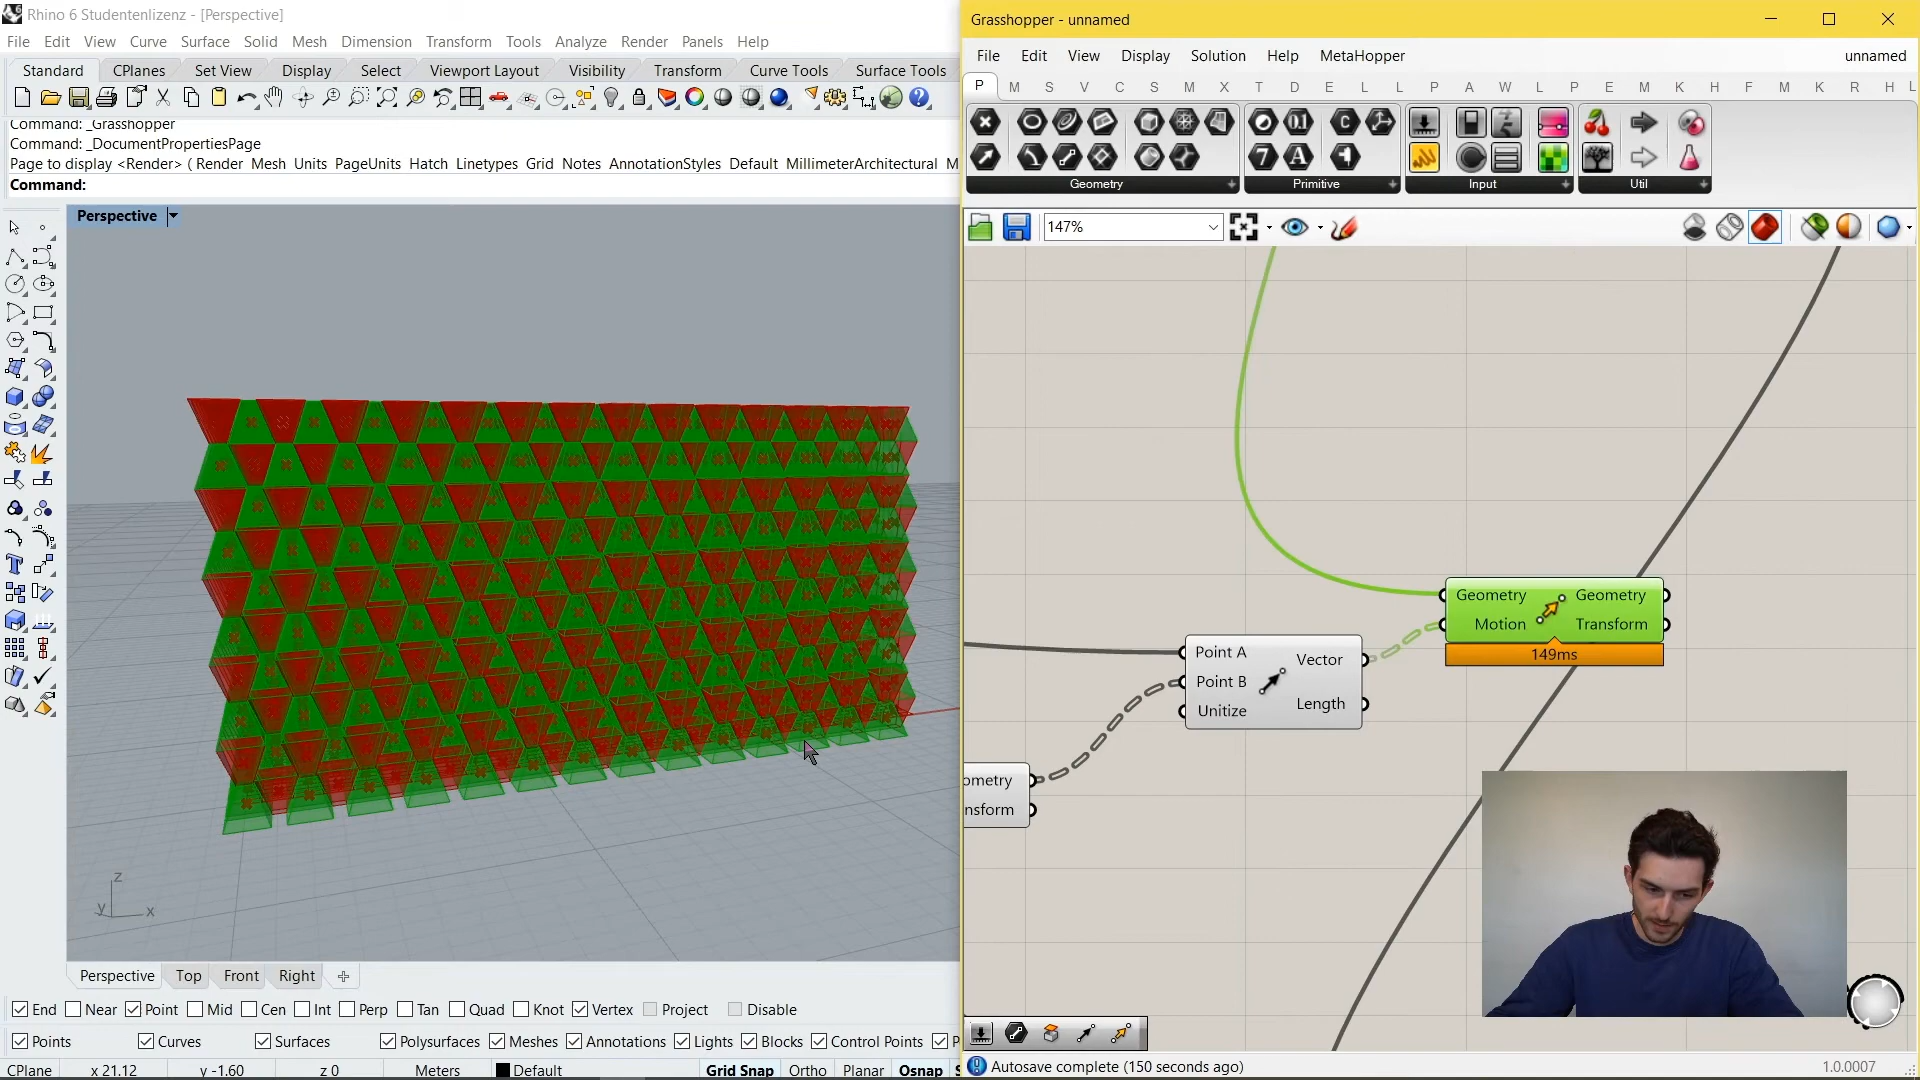 Rhino 6 Studentenlizenz - [Perspective]
File Edit View Curve Surface Solid Mesh Dimension Transform Tools Analyze Render Panels Help
Standard CPlanes Set View Display Select Viewport Layout Visibility Transform Curve Tools Surface Tools
Command: _Grasshopper
Command: _DocumentPropertiesPage
Page to display <Render> ( Render Mesh Units PageUnits Hatch Linetypes Grid Notes AnnotationStyles Default MillimeterArchitectural M
Command:
Perspective
z
y x
Perspective Top Front Right
End Near Point Mid Cen Int Perp Tan Quad Knot Vertex Project Disable
Points Curves Surfaces Polysurfaces Meshes Annotations Lights Blocks Control Points P
CPlane x 21.12 y -1.60 z 0 Meters Default Grid Snap Ortho Planar Osnap S
Grasshopper - unnamed
File Edit View Display Solution Help MetaHopper unnamed
P M S V C S M X T D E L L P A W L P E M K H F M K R H L
Geometry Primitive Input Util
147%
Geometry Geometry
Motion Transform
149ms
Point A
Point B
Unitize
Vector
Length
ometry
nsform
Autosave complete (150 seconds ago) 1.0.0007